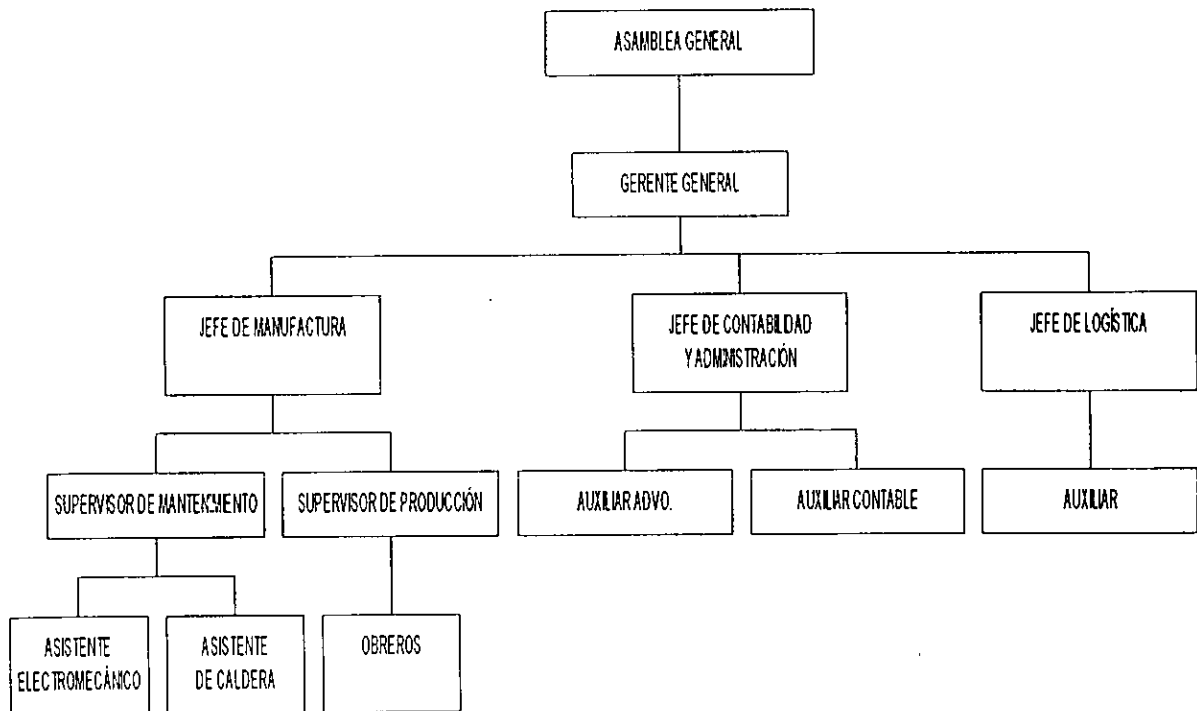 ASAMBLEA GENERAL
GERENTE GENERAL
JEFE DE MANUFACTURA
JEFE DE CONTABILIDAD
Y ADMINISTRACIÓN
JEFE DE LOGÍSTICA
SUPERVISOR DE MANTENIMIENTO
SUPERVISOR DE PRODUCCIÓN
AUXILIAR ADVO.
AUXILIAR CONTABLE
AUXILIAR
ASISTENTE
ELECTROMECÁNICO
ASISTENTE
DE CALDERA
OBREROS